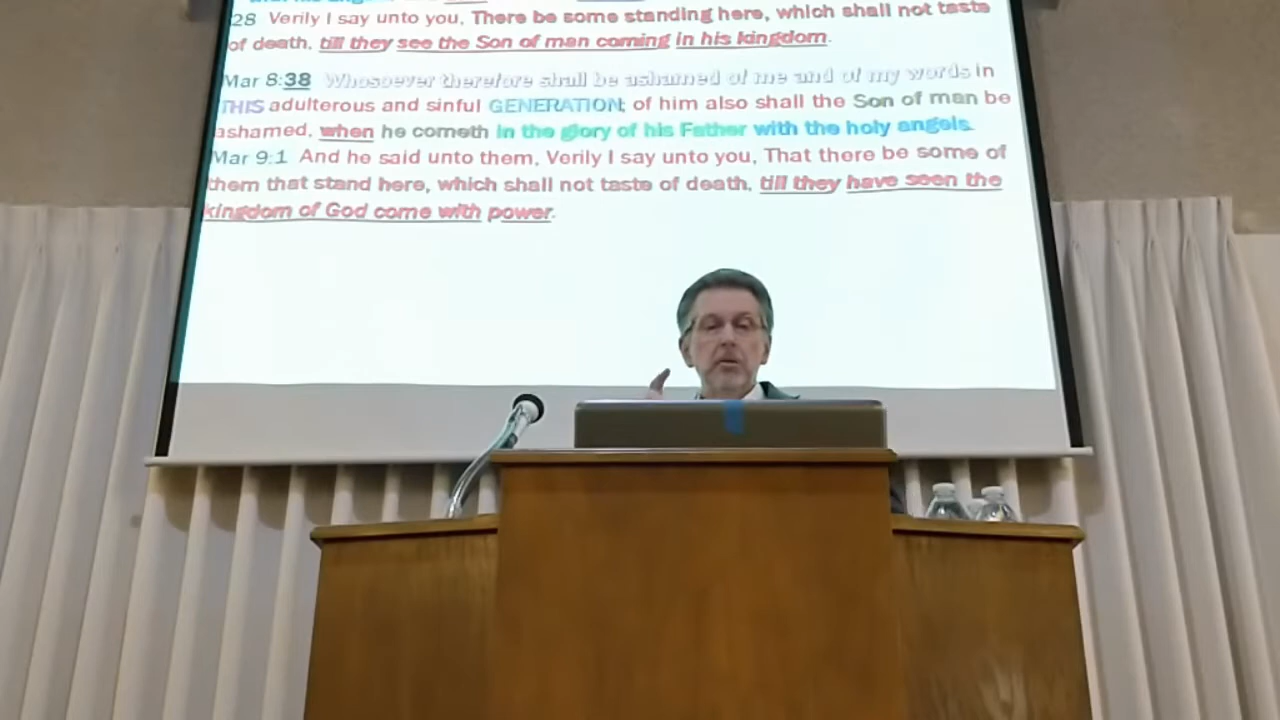 28 Verily I say unto you, There be some standing here, which shall not taste
of death, till they see the Son of man coming in his kingdom.
Mar 8:38 Whosoever therefore shall be ashamed of me and of my words in
THIS adulterous and sinful GENERATION; of him also shall the Son of man be
ashamed, when he cometh in the glory of his Father with the holy angels.
Mar 9:1 And he said unto them, Verily I say unto you, That there be some of
them that stand here, which shall not taste of death, till they have seen the
kingdom of God come with power.